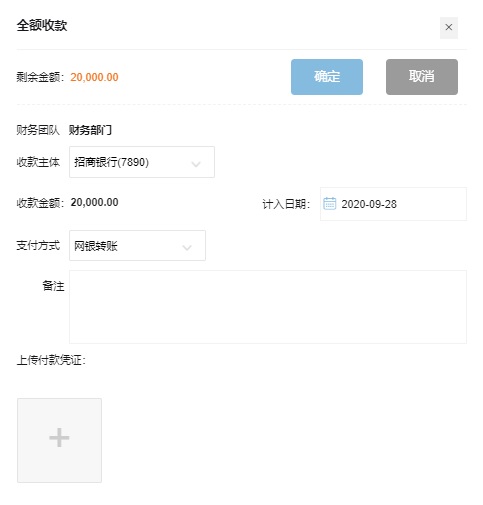 全额收款
×
剩余金额：20,000.00
确定
取消
财务团队 财务部门
收款主体 招商银行(7890)
收款金额：20,000.00
计入日期： 2020-09-28
支付方式 网银转账
备注
上传付款凭证：
+